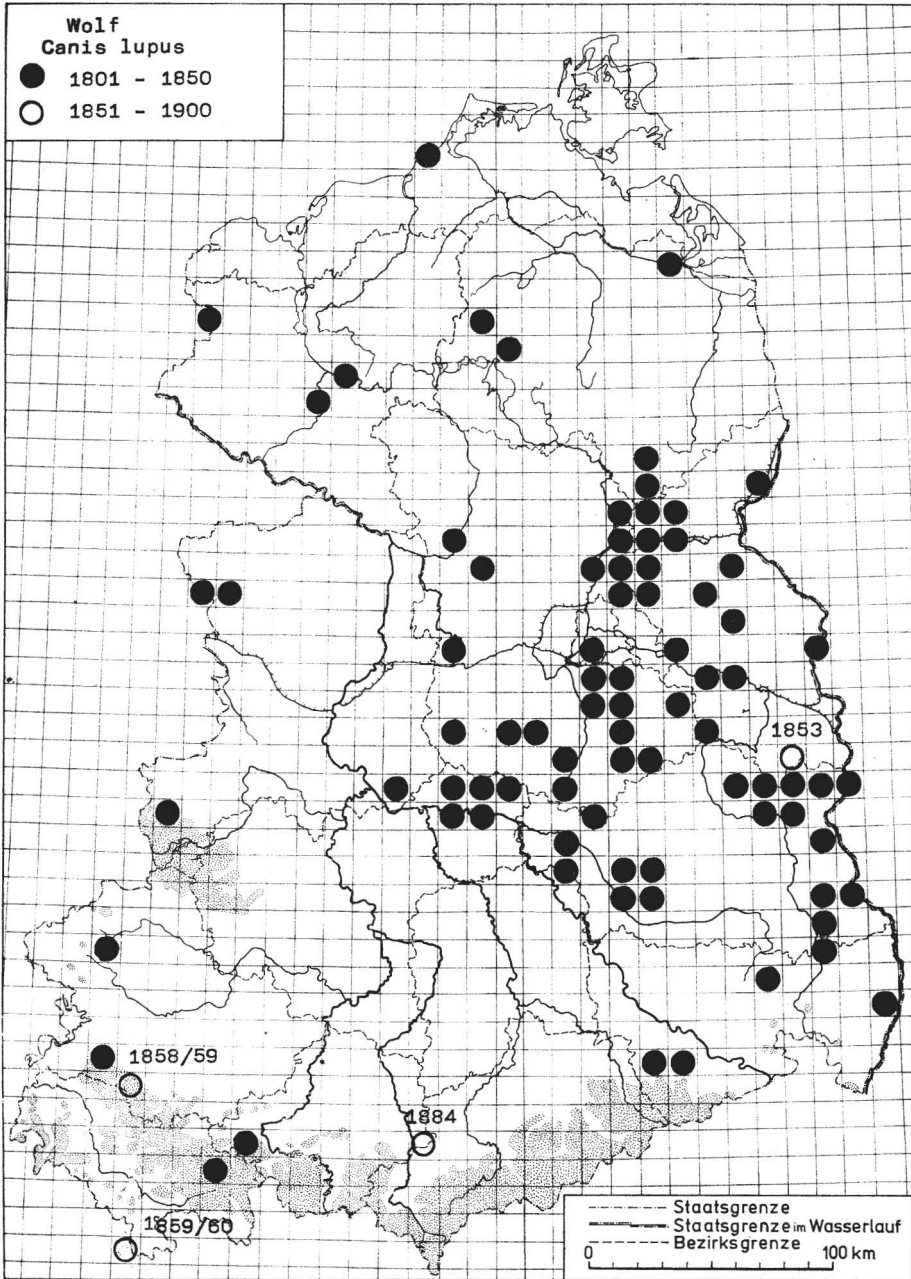 Wolf
Canis lupus
1801 - 1850
1851 - 1900
1853
1858/59
1884
1859/60
Staatsgrenze
Staatsgrenze im Wasserlauf
Bezirksgrenze
0 100 km